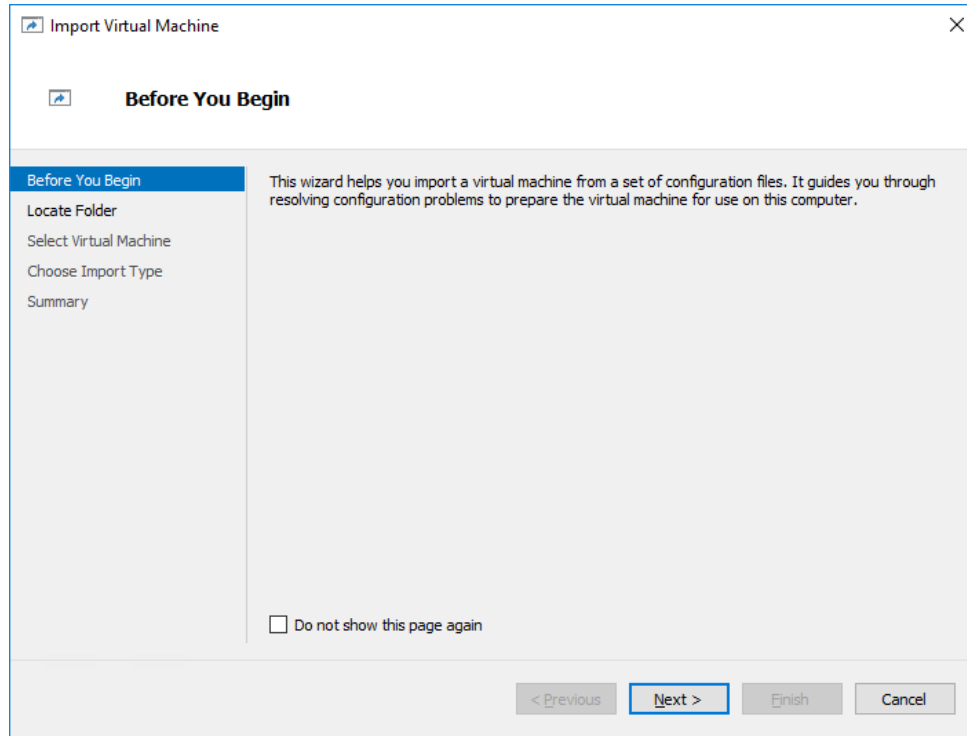 Import Virtual Machine
Before You Begin
Before You Begin
Locate Folder
Select Virtual Machine
Choose Import Type
Summary
This wizard helps you import a virtual machine from a set of configuration files. It guides you through
resolving configuration problems to prepare the virtual machine for use on this computer.
Do not show this page again
< Previous
Next >
Finish
Cancel